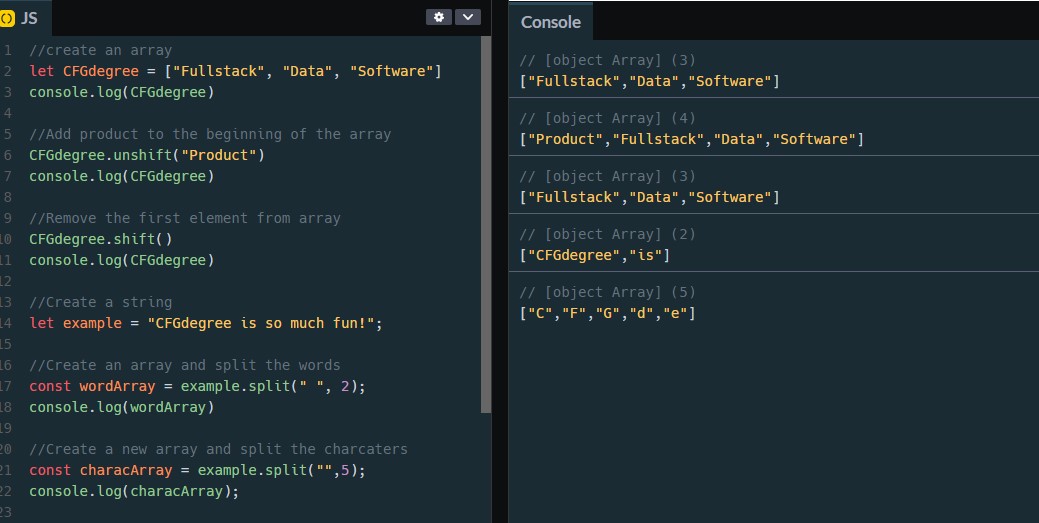 () JS
1 //create an array
2 let CFGdegree = ["Fullstack", "Data", "Software"]
3 console.log(CFGdegree)
4
5 //Add product to the beginning of the array
6 CFGdegree.unshift("Product")
7 console.log(CFGdegree)
8
9 //Remove the first element from array
10 CFGdegree.shift()
11 console.log(CFGdegree)
12
13 //Create a string
14 let example = "CFGdegree is so much fun!";
15
16 //Create an array and split the words
17 const wordArray = example.split(" ", 2);
18 console.log(wordArray)
19
20 //Create a new array and split the charcaters
21 const characArray = example.split("",5);
22 console.log(characArray);
23
Console
// [object Array] (3)
["Fullstack","Data","Software"]
// [object Array] (4)
["Product","Fullstack","Data","Software"]
// [object Array] (3)
["Fullstack","Data","Software"]
// [object Array] (2)
["CFGdegree","is"]
// [object Array] (5)
["C","F","G","d","e"]